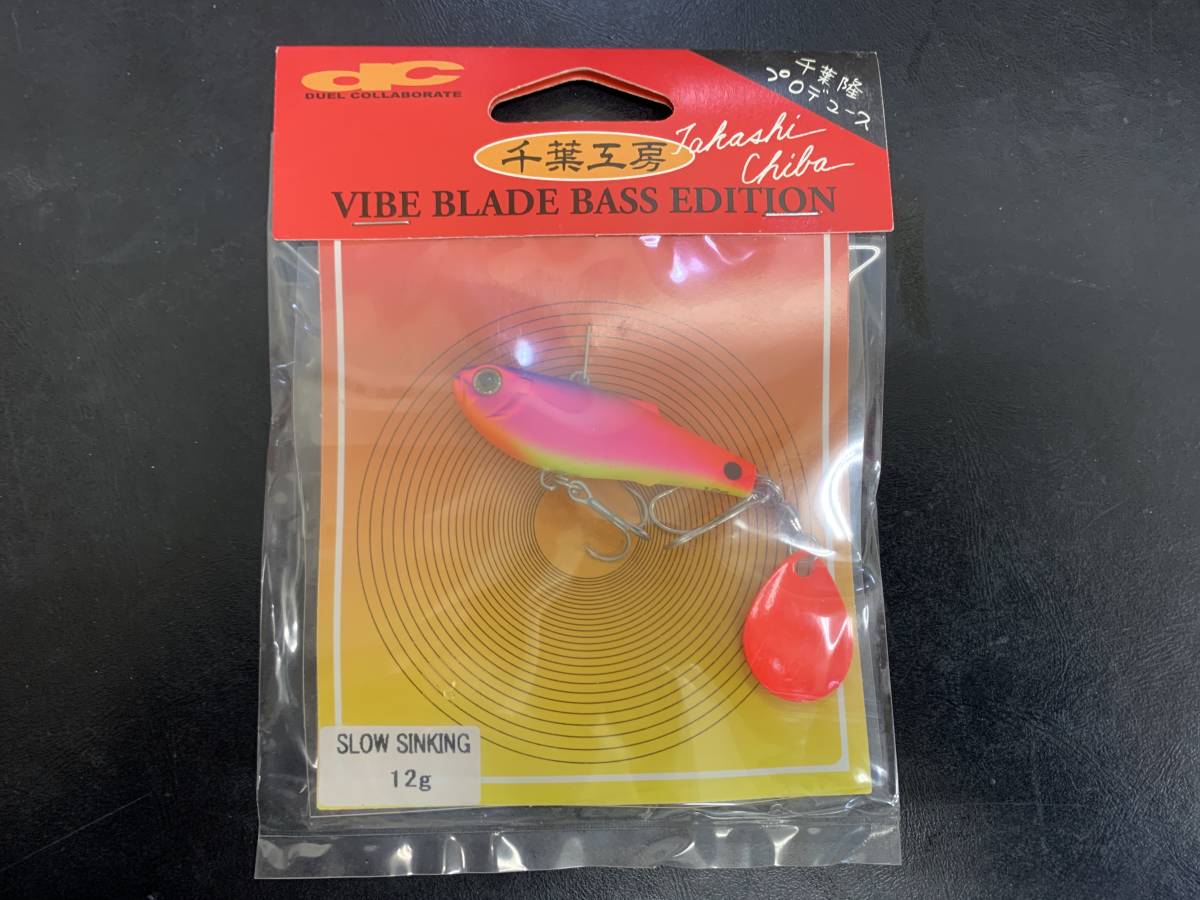 dc
DUEL COLLABORATE
千葉隆
プロデュース
千葉工房
Takashi
Chiba
VIBE BLADE BASS EDITION
SLOW SINKING
12g